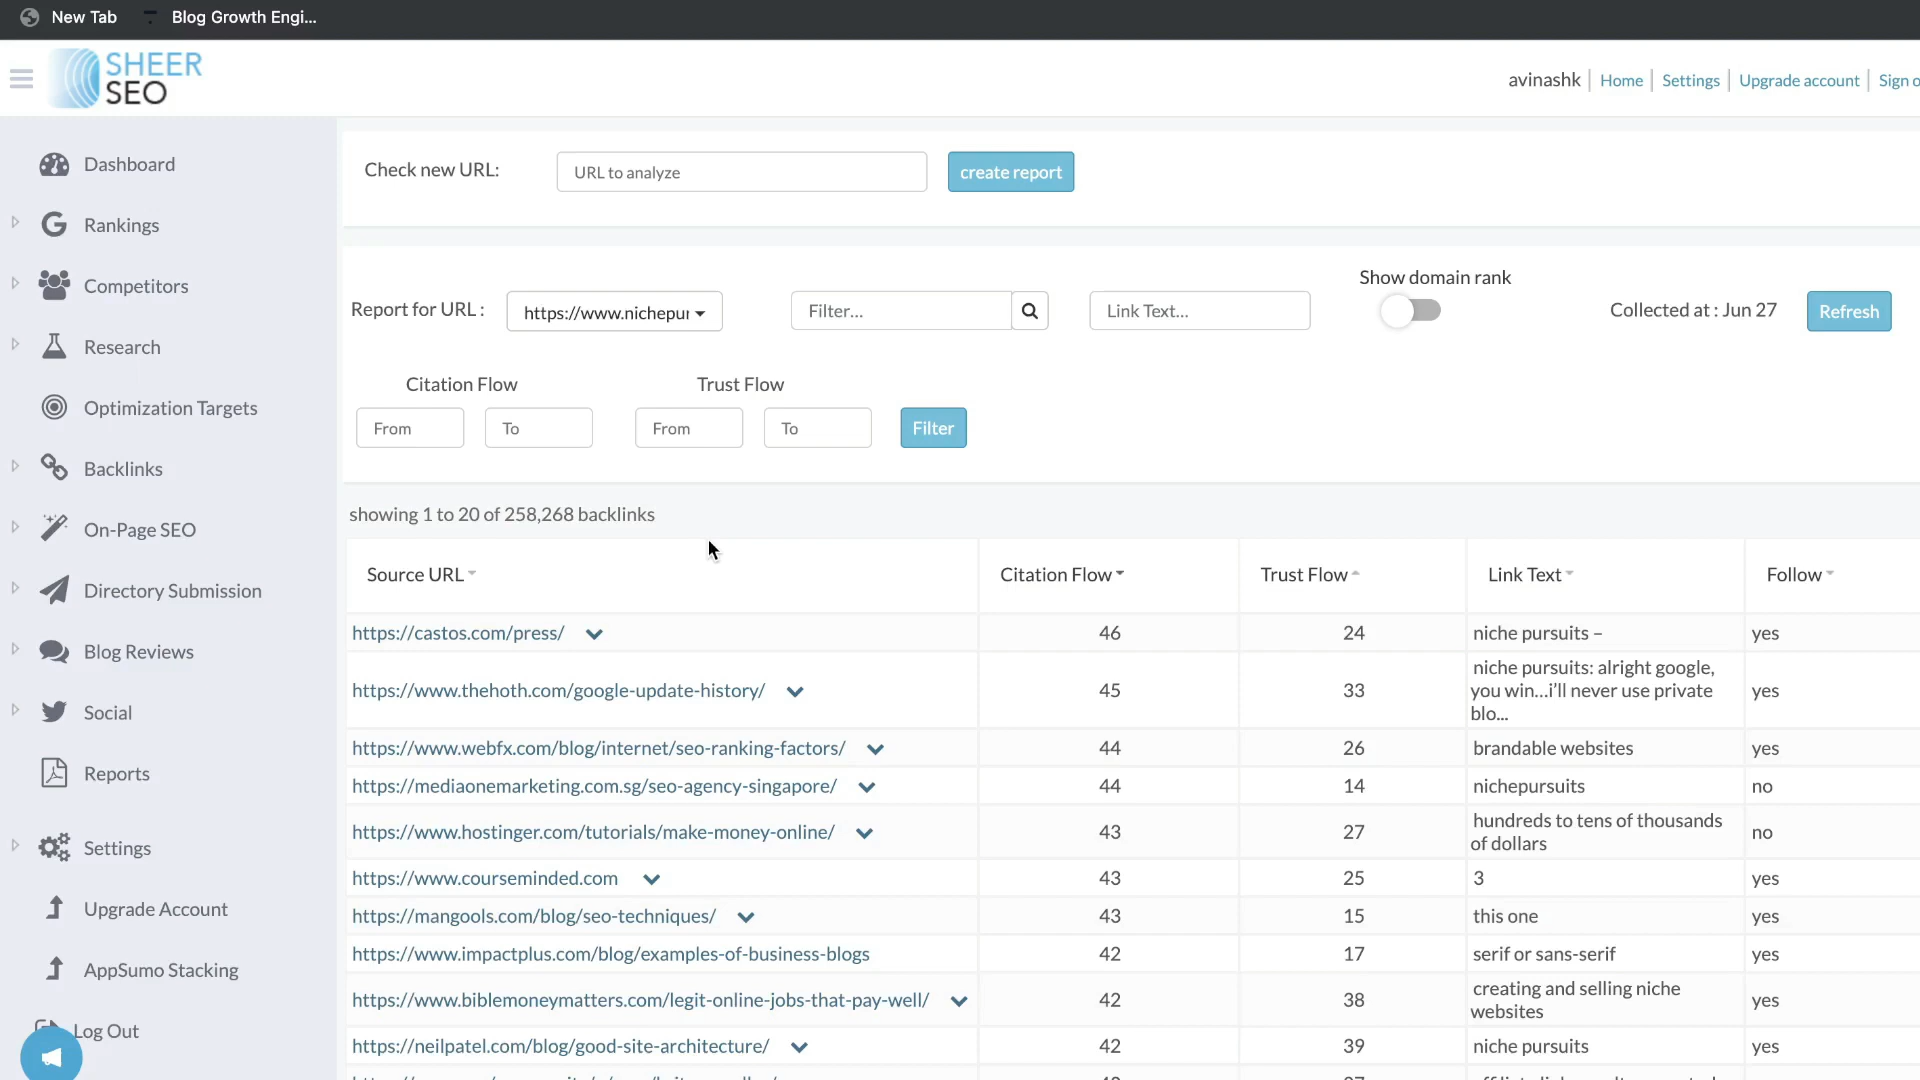 New Tab
Blog Growth Engi...
SHEER
SEO
avinashk
Home
Settings
Upgrade account
Sign o
Dashboard
Rankings
Competitors
Research
Optimization Targets
Backlinks
On-Page SEO
Directory Submission
Blog Reviews
Social
Reports
Settings
Upgrade Account
AppSumo Stacking
Log Out
Check new URL:
URL to analyze
create report
Report for URL :
https://www.nichepur
Filter...
Link Text...
Show domain rank
Collected at : Jun 27
Refresh
Citation Flow
Trust Flow
From
To
From
To
Filter
showing 1 to 20 of 258,268 backlinks
Source URL
Citation Flow
Trust Flow
Link Text
Follow
https://castos.com/press/
46
24
niche pursuits –
yes
https://www.thehoth.com/google-update-history/
45
33
niche pursuits: alright google,
you win...i'll never use private
blo...
yes
https://www.webfx.com/blog/internet/seo-ranking-factors/
44
26
brandable websites
yes
https://mediaonemarketing.com.sg/seo-agency-singapore/
44
14
nichepursuits
no
https://www.hostinger.com/tutorials/make-money-online/
43
27
hundreds to tens of thousands
of dollars
no
https://www.courseminded.com
43
25
3
yes
https://mangools.com/blog/seo-techniques/
43
15
this one
yes
https://www.impactplus.com/blog/examples-of-business-blogs
42
17
serif or sans-serif
yes
https://www.biblemoneymatters.com/legit-online-jobs-that-pay-well/
42
38
creating and selling niche
websites
yes
https://neilpatel.com/blog/good-site-architecture/
42
39
niche pursuits
yes